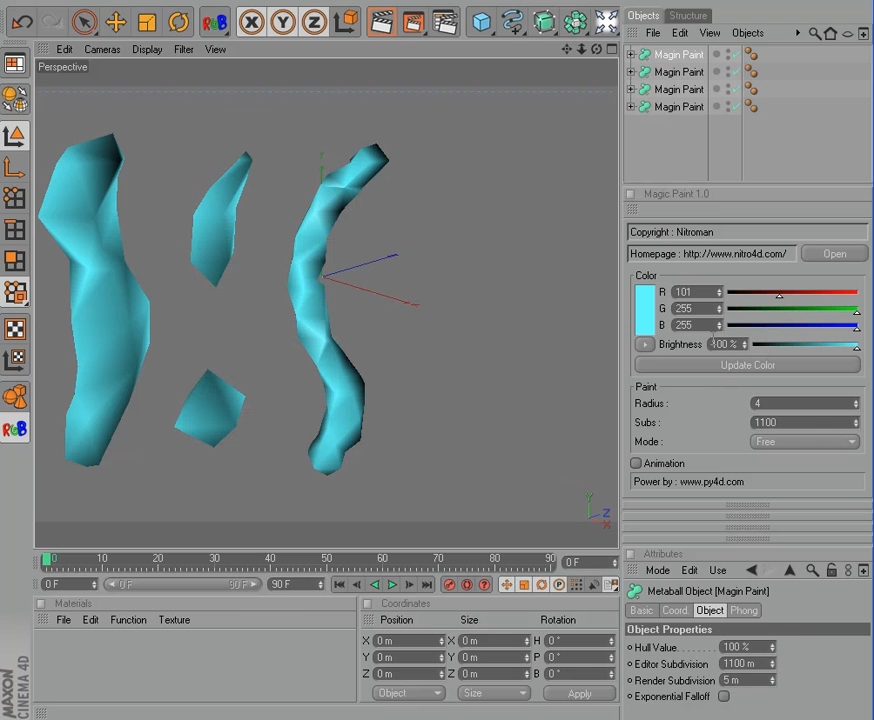 RGB X Y Z
Objects Structure
Edit Cameras Display Filter View
File Edit View Objects
Perspective
Magin Paint
Magin Paint
Magin Paint
Magin Paint
Magic Paint 1.0
Copyright : Nitroman
Homepage : http://www.nitro4d.com/ Open
Color
R 101
G 255
B 255
Brightness 100 %
Update Color
Paint
Radius : 4
Subs : 1100
Mode : Free
Animation
Power by : www.py4d.com
Y
Y
Z
X
RGB
0 10 20 30 40 50 60 70 80 90 0 F
0 F 0 F 90 F 90 F
Materials
File Edit Function Texture
Coordinates
Position Size Rotation
X 0 m X 0 m H 0 °
Y 0 m Y 0 m P 0 °
Z 0 m Z 0 m B 0 °
Object Size Apply
Attributes
Mode Edit Use
Metaball Object [Magin Paint]
Basic Coord. Object Phong
Object Properties
Hull Value. . . . . . . . 100 %
Editor Subdivision 1100 m
Render Subdivision 5 m
Exponential Falloff
MAXON
CINEMA 4D